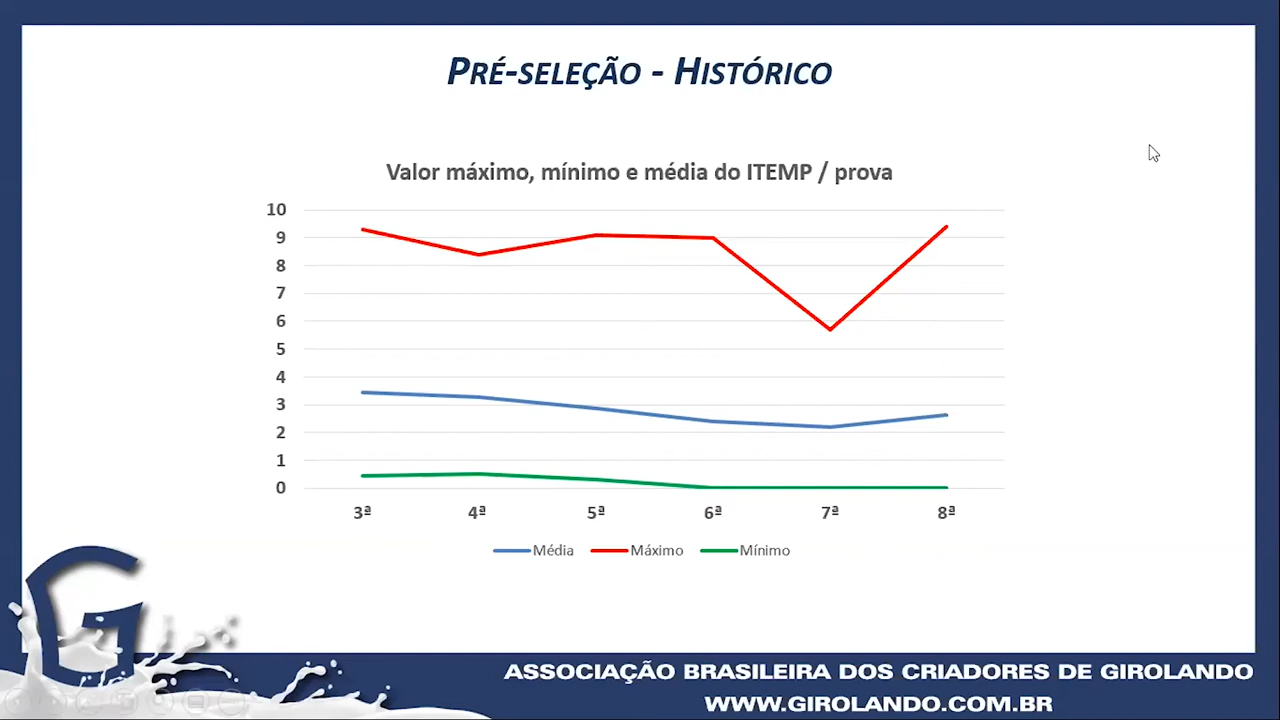 PRÉ-SELEÇÃO - HISTÓRICO
Valor máximo, mínimo e média do ITEMP / prova
10
9
8
7
6
5
4
3
2
1
0
3ª 4ª 5ª 6ª 7ª 8ª
Média Máximo Mínimo
G
ASSOCIAÇÃO BRASILEIRA DOS CRIADORES DE GIROLANDO
WWW.GIROLANDO.COM.BR